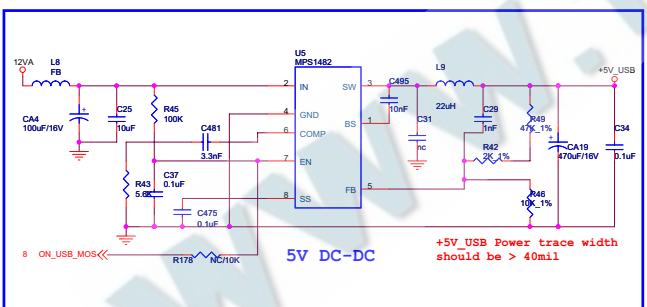 12VA
L8
FB
CA4
100uF/16V
C25
10uF
R45
100K
C481
3.3nF
R43
5.6K
C37
0.1uF
C475
0.1uF
8 ON_USB_MOS
R178 NC/10K
U5
MPS1482
2 IN
4 GND
6 COMP
7 EN
8 SS
SW 3
BS 1
FB 5
C495
10nF
C31
nc
L9
22uH
C29
1nF
R49
47K_1%
R42
2K_1%
R46
10K_1%
CA19
470uF/16V
C34
0.1uF
+5V_USB
5V DC-DC
+5V_USB Power trace width
should be > 40mil